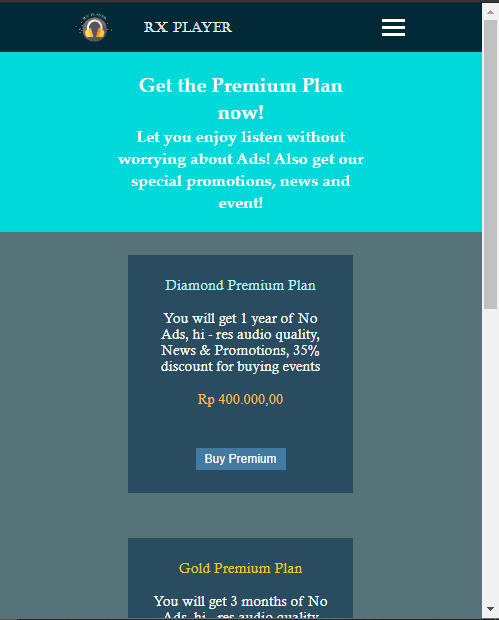 RX PLAYER
RX PLAYER
Get the Premium Plan
now!
Let you enjoy listen without
worrying about Ads! Also get our
special promotions, news and
event!
Diamond Premium Plan
You will get 1 year of No
Ads, hi - res audio quality,
News & Promotions, 35%
discount for buying events
Rp 400.000,00
Buy Premium
Gold Premium Plan
You will get 3 months of No
Ads, hi - res audio quality,